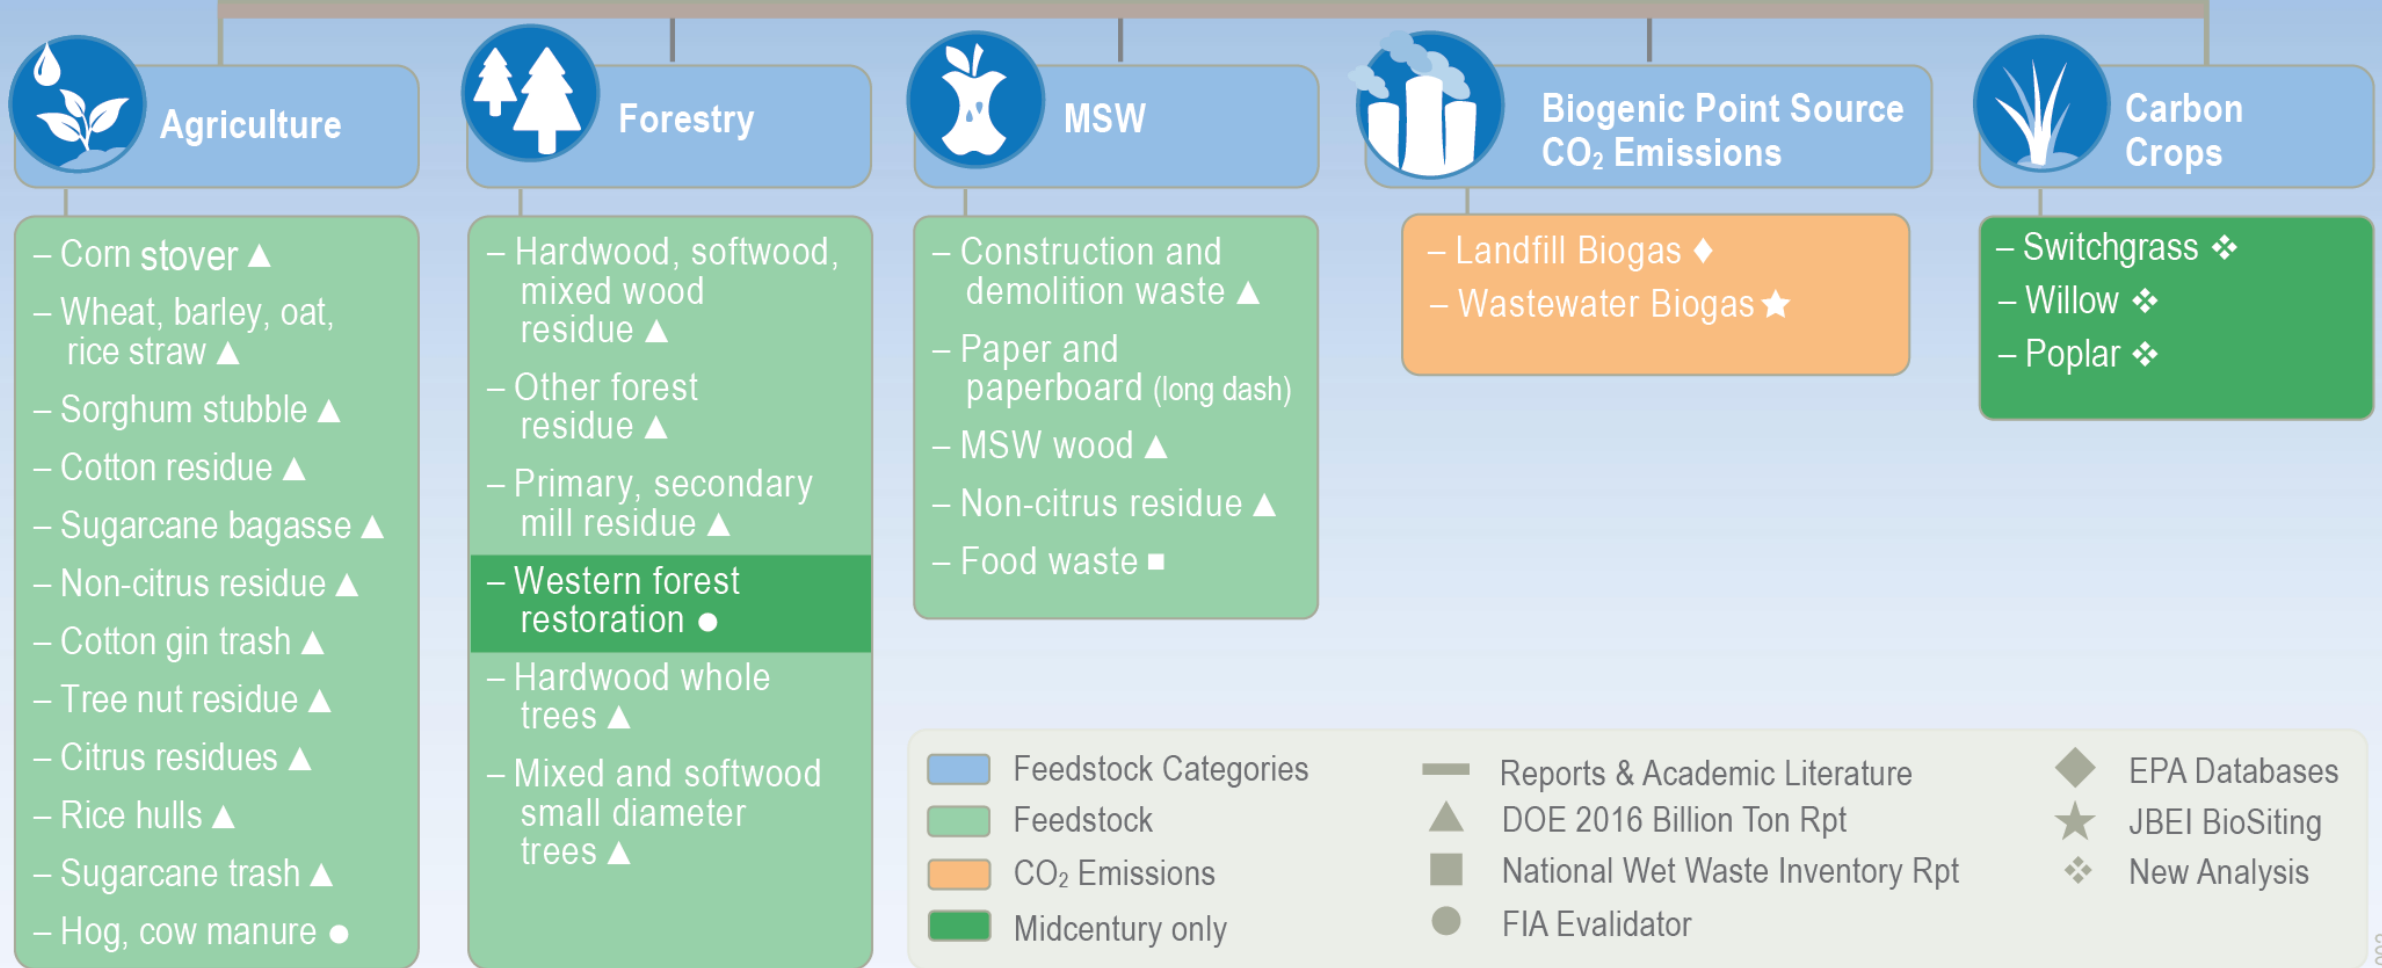 Agriculture
– Corn stover ▲
– Wheat, barley, oat,
rice straw ▲
– Sorghum stubble ▲
– Cotton residue ▲
– Sugarcane bagasse ▲
– Non-citrus residue ▲
– Cotton gin trash ▲
– Tree nut residue ▲
– Citrus residues ▲
– Rice hulls ▲
– Sugarcane trash ▲
– Hog, cow manure ●
Forestry
– Hardwood, softwood,
mixed wood
residue ▲
– Other forest
residue ▲
– Primary, secondary
mill residue ▲
– Western forest
restoration ●
– Hardwood whole
trees ▲
– Mixed and softwood
small diameter
trees ▲
MSW
– Construction and
demolition waste ▲
– Paper and
paperboard (long dash)
– MSW wood ▲
– Non-citrus residue ▲
– Food waste ■
Biogenic Point Source
CO₂ Emissions
– Landfill Biogas ♦
– Wastewater Biogas ★
Carbon
Crops
– Switchgrass ❖
– Willow ❖
– Poplar ❖
Feedstock Categories
Feedstock
CO₂ Emissions
Midcentury only
Reports & Academic Literature
DOE 2016 Billion Ton Rpt
National Wet Waste Inventory Rpt
FIA Evalidator
EPA Databases
JBEI BioSiting
New Analysis